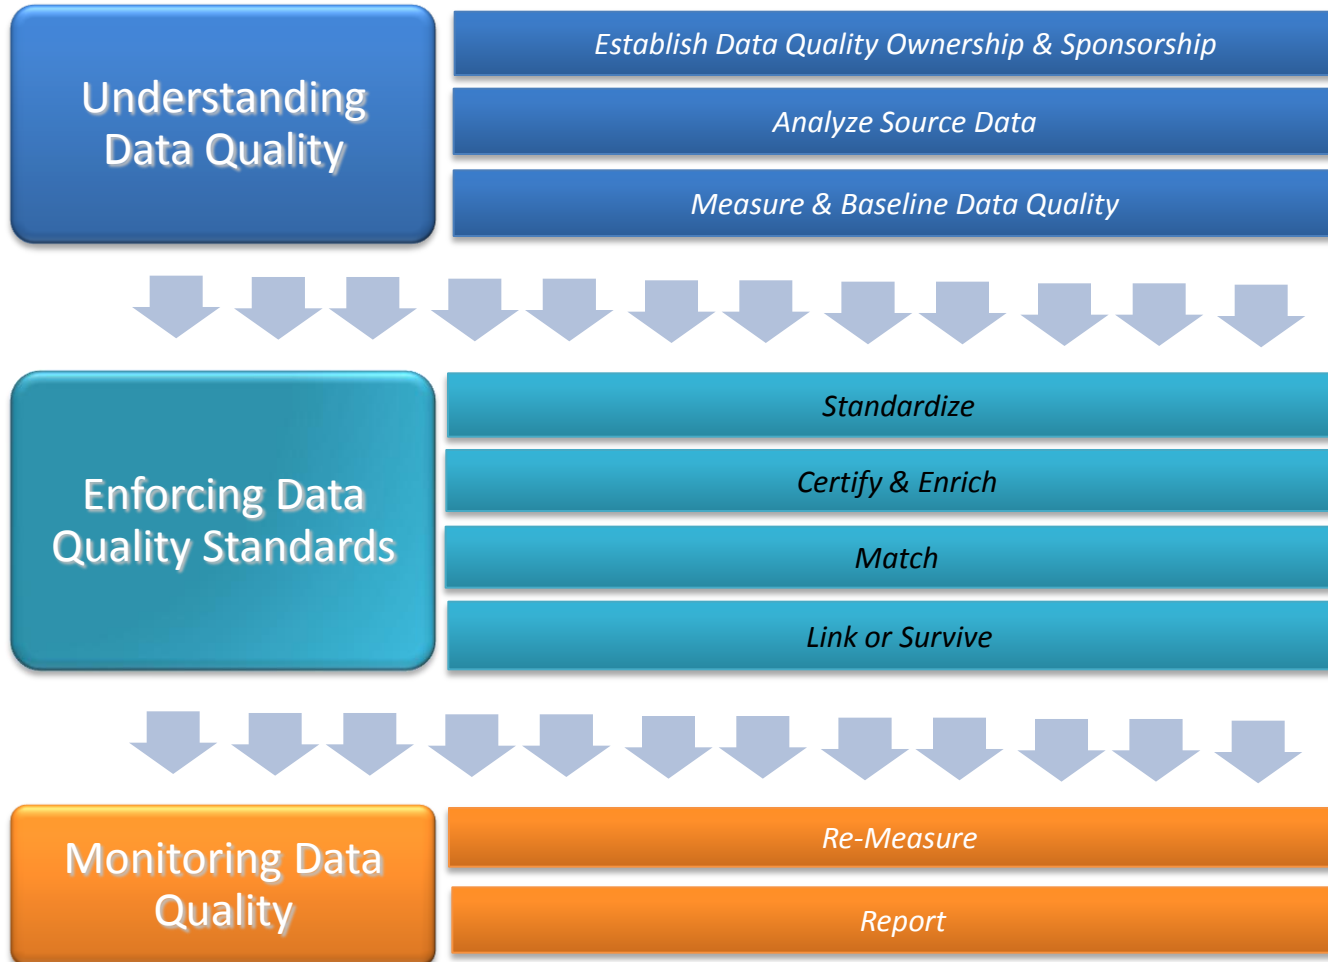 Understanding
Data Quality
Establish Data Quality Ownership & Sponsorship
Analyze Source Data
Measure & Baseline Data Quality
Enforcing Data
Quality Standards
Standardize
Certify & Enrich
Match
Link or Survive
Monitoring Data
Quality
Re-Measure
Report